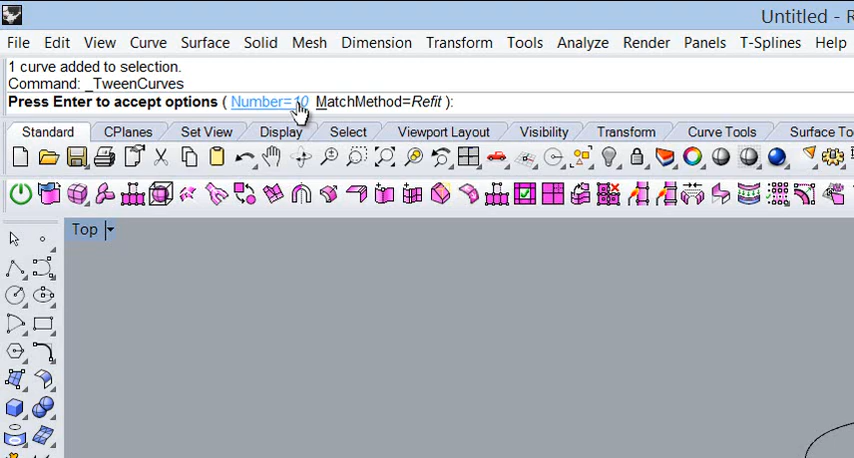 Untitled - R
File Edit View Curve Surface Solid Mesh Dimension Transform Tools Analyze Render Panels T-Splines Help
1 curve added to selection.
Command: _TweenCurves
Press Enter to accept options ( Number=10 MatchMethod=Refit ):
Standard CPlanes Set View Display Select Viewport Layout Visibility Transform Curve Tools Surface Too
Top